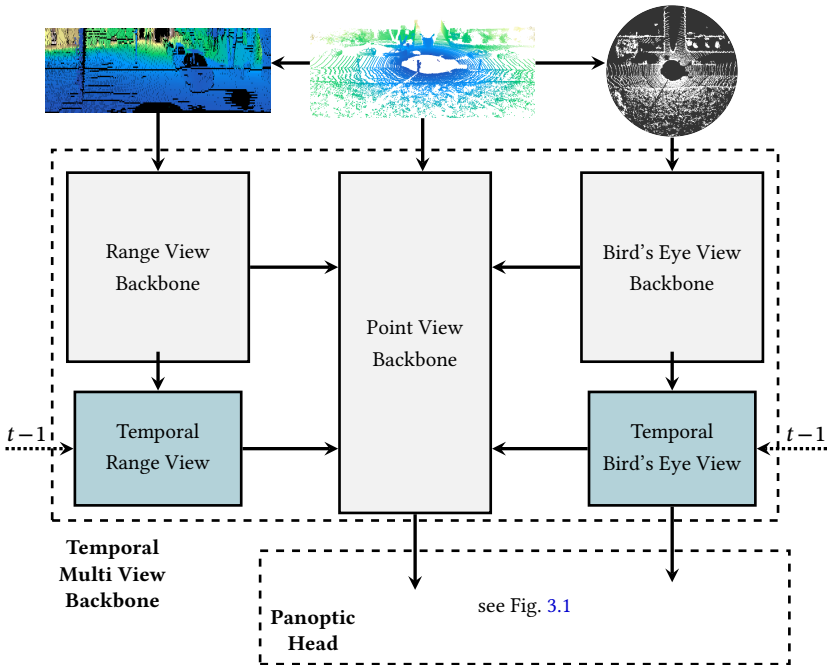 Range View
Backbone
Point View
Backbone
Bird's Eye View
Backbone
t−1
Temporal
Range View
Temporal
Bird's Eye View
t−1
Temporal
Multi View
Backbone
Panoptic
Head
see Fig. 3.1